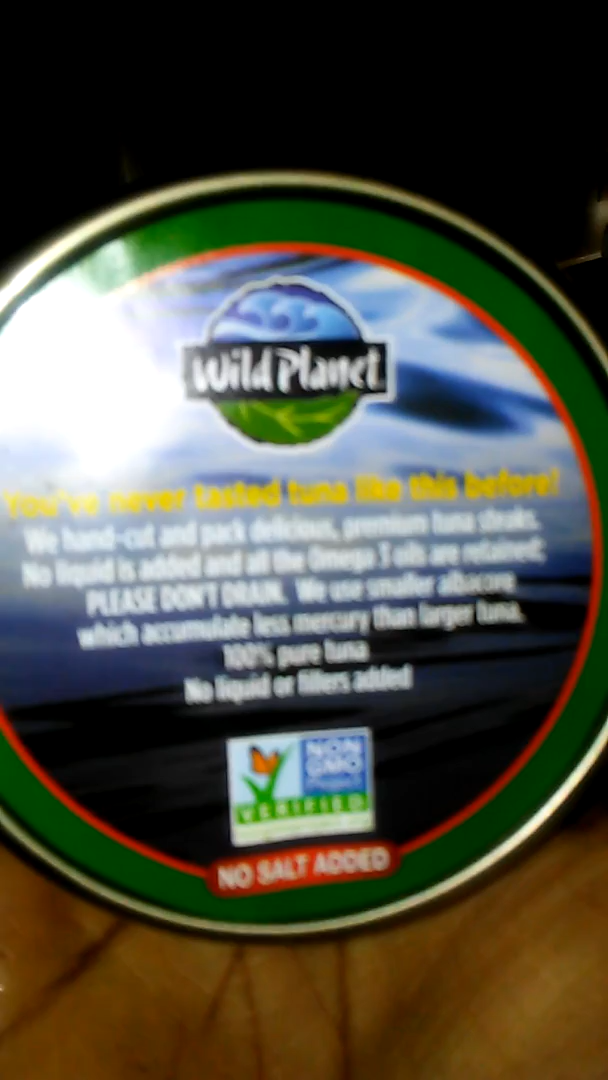 Wild Planet
You've never tasted tuna like this before!
We hand-cut and pack delicious, premium tuna steaks.
No liquid is added and all the Omega 3 oils are retained;
PLEASE DON'T DRAIN. We use smaller albacore
which accumulate less mercury than larger tuna.
100% pure tuna
No liquid or fillers added
NON
GMO
Project
VERIFIED
NO SALT ADDED